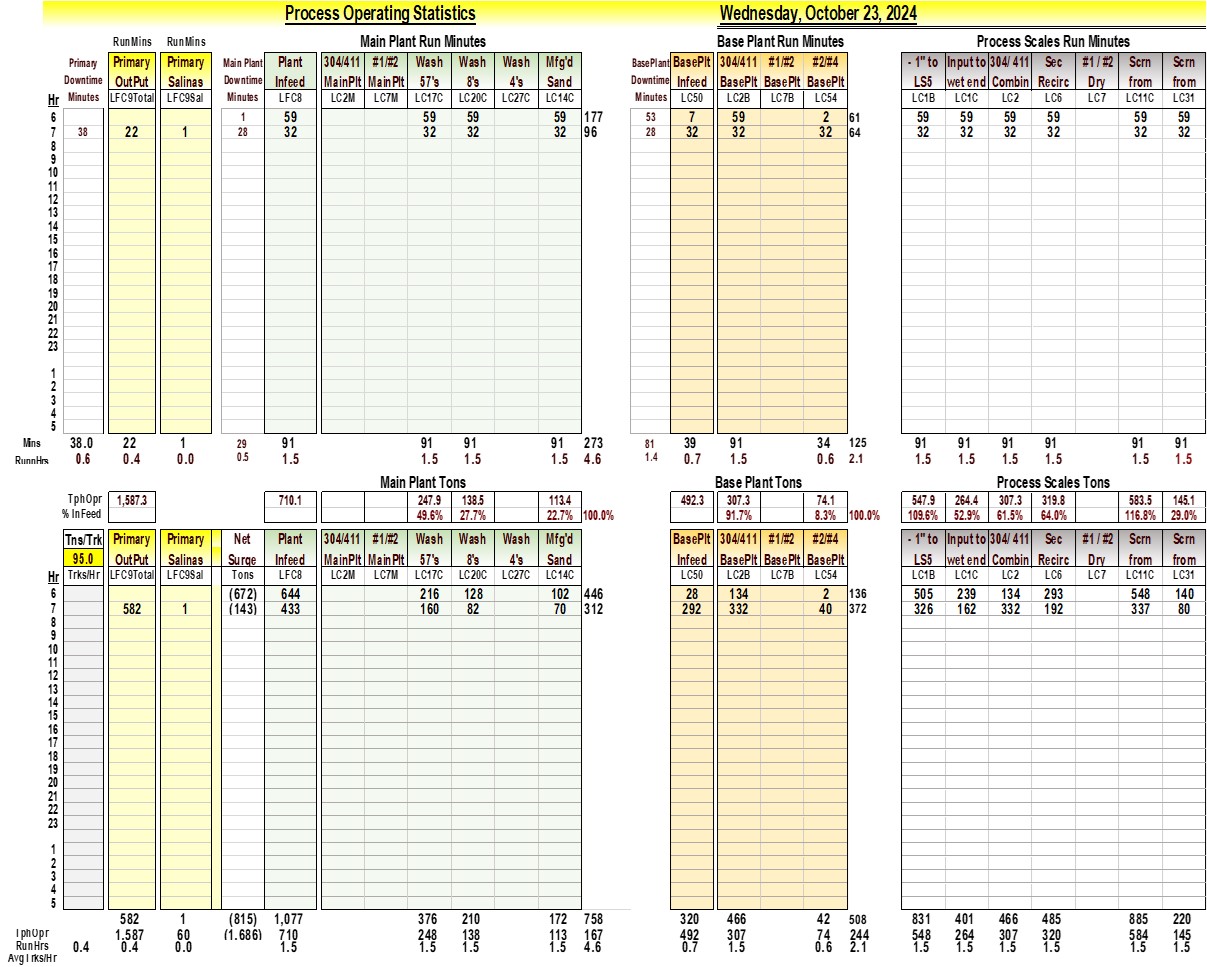 Process Operating Statistics Wednesday, October 23, 2024
RunMins RunMins Main Plant Run Minutes Base Plant Run Minutes Process Scales Run Minutes
Primary Primary Primary Main Plant Plant 304/411 #1/#2 Wash Wash Wash Mfg'd BasePlant BasePlt 304/411 #1/#2 #2/#4 - 1" to Input to 304/ 411 Sec #1 / #2 Scrn Scrn
Downtime OutPut Salinas Downtime Infeed MainPlt MainPlt 57's 8's 4's Sand Downtime Infeed BasePlt BasePlt BasePlt LS5 wet end Combin Recirc Dry from from
Hr Minutes LFC9Total LFC9Sal Minutes LFC8 LC2M LC7M LC17C LC20C LC27C LC14C Minutes LC50 LC2B LC7B LC54 LC1B LC1C LC2 LC6 LC7 LC11C LC31
6 1 59 59 59 59 177 53 7 59 2 61 59 59 59 59 59 59
7 38 22 1 28 32 32 32 32 96 28 32 32 32 64 32 32 32 32 32 32
8
9
10
11
12
13
14
15
16
17
18
19
20
21
22
23
1
2
3
4
5
Mins 38.0 22 1 29 91 91 91 91 273 81 39 91 34 125 91 91 91 91 91 91
RunnHrs 0.6 0.4 0.0 0.5 1.5 1.5 1.5 1.5 4.6 1.4 0.7 1.5 0.6 2.1 1.5 1.5 1.5 1.5 1.5 1.5
Main Plant Tons Base Plant Tons Process Scales Tons
TphOpr 1,587.3 710.1 247.9 138.5 113.4 492.3 307.3 74.1 547.9 264.4 307.3 319.8 583.5 145.1
% InFeed 49.6% 27.7% 22.7% 100.0% 91.7% 8.3% 100.0% 109.6% 52.9% 61.5% 64.0% 116.8% 29.0%
Tns/Trk Primary Primary Net Plant 304/411 #1/#2 Wash Wash Wash Mfg'd BasePlt 304/411 #1/#2 #2/#4 - 1" to Input to 304/ 411 Sec #1 / #2 Scrn Scrn
95.0 OutPut Salinas Surge Infeed MainPlt MainPlt 57's 8's 4's Sand Infeed BasePlt BasePlt BasePlt LS5 wet end Combin Recirc Dry from from
Hr Trks/Hr LFC9Total LFC9Sal Tons LFC8 LC2M LC7M LC17C LC20C LC27C LC14C LC50 LC2B LC7B LC54 LC1B LC1C LC2 LC6 LC7 LC11C LC31
6 (672) 644 216 128 102 446 28 134 2 136 505 239 134 293 548 140
7 582 1 (143) 433 160 82 70 312 292 332 40 372 326 162 332 192 337 80
8
9
10
11
12
13
14
15
16
17
18
19
20
21
22
23
1
2
3
4
5
582 1 (815) 1,077 376 210 172 758 320 466 42 508 831 401 466 485 885 220
TphOpr 1,587 60 (1,686) 710 248 138 113 167 492 307 74 244 548 264 307 320 584 145
RunHrs 0.4 0.4 0.0 1.5 1.5 1.5 1.5 4.6 0.7 1.5 0.6 2.1 1.5 1.5 1.5 1.5 1.5 1.5
AvgTrks/Hr